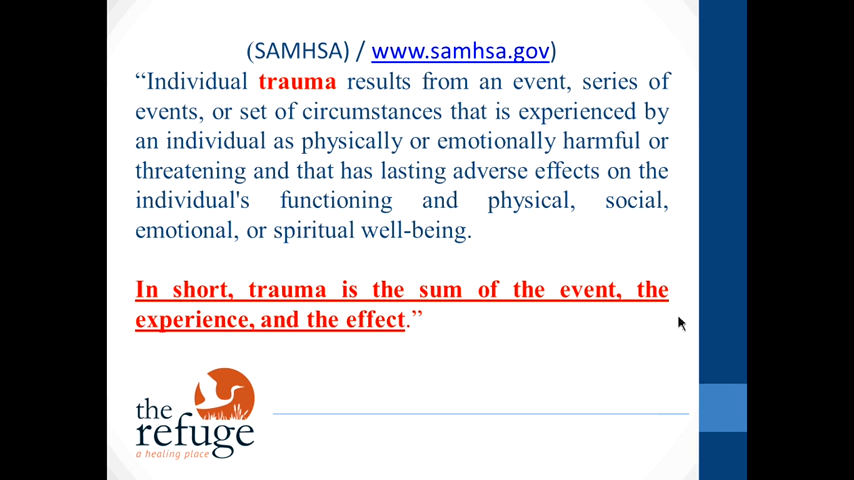 (SAMHSA) / www.samhsa.gov)
“Individual trauma results from an event, series of
events, or set of circumstances that is experienced by
an individual as physically or emotionally harmful or
threatening and that has lasting adverse effects on the
individual's functioning and physical, social,
emotional, or spiritual well-being.
In short, trauma is the sum of the event, the
experience, and the effect.”
the
refuge
a healing place